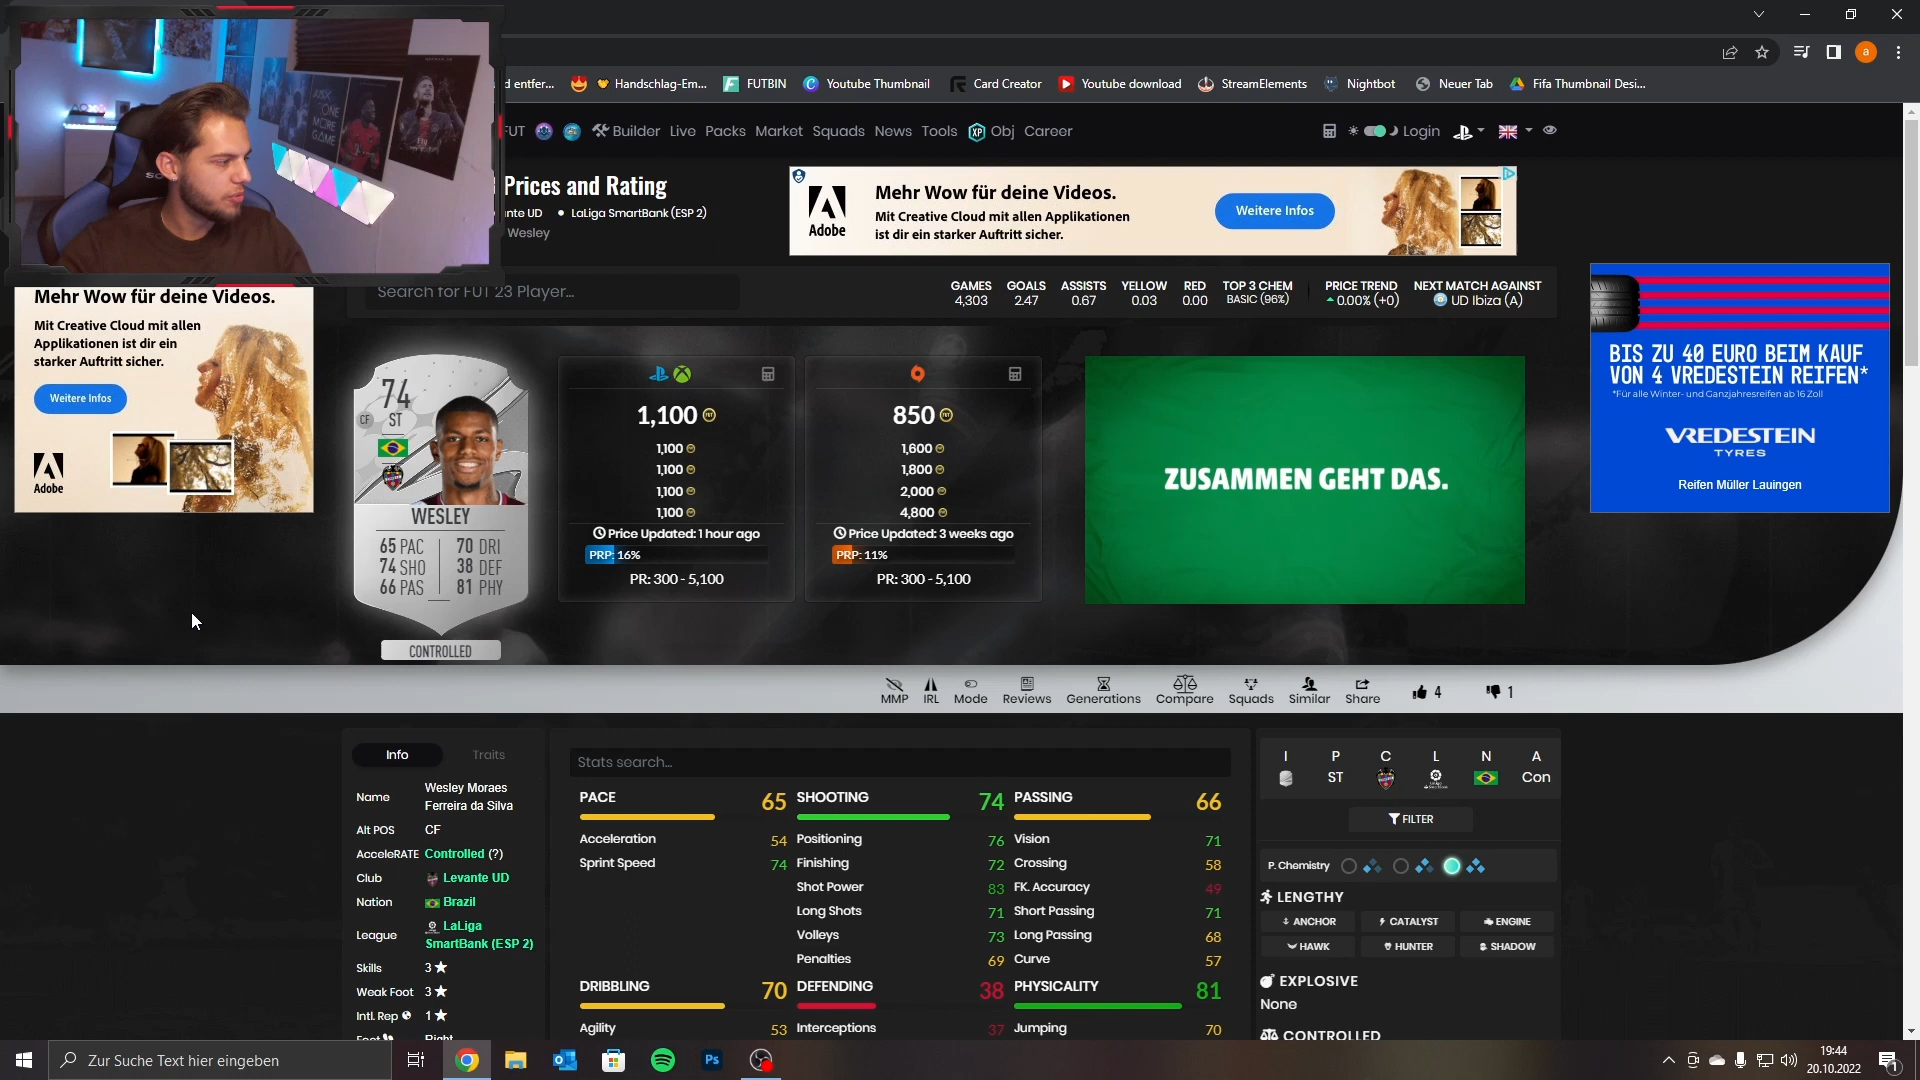 d entfer...
Handschlag-Em...
FUTBIN
Youtube Thumbnail
Card Creator
Youtube download
StreamElements
Nightbot
Neuer Tab
Fifa Thumbnail Desi...
a
FUT
Builder
Live
Packs
Market
Squads
News
Tools
XP
Obj
Career
Login
ONE
MORE
GAME
Prices and Rating
nte UD
LaLiga SmartBank (ESP 2)
Wesley
Adobe
Mehr Wow für deine Videos.
Mit Creative Cloud mit allen Applikationen
ist dir ein starker Auftritt sicher.
Weitere Infos
Mehr Wow für deine Videos.
Mit Creative Cloud mit allen
Applikationen ist dir ein
starker Auftritt sicher.
Weitere Infos
Adobe
Search for FUT 23 Player...
GAMES
4,303
GOALS
2.47
ASSISTS
0.67
YELLOW
0.03
RED
0.00
TOP 3 CHEM
BASIC (96%)
PRICE TREND
0.00% (+0)
NEXT MATCH AGAINST
UD Ibiza (A)
BIS ZU 40 EURO BEIM KAUF
VON 4 VREDESTEIN REIFEN*
*Für alle Winter- und Ganzjahresreifen ab 16 Zoll
VREDESTEIN
TYRES
Reifen Müller Lauingen
74
ST
CF
WESLEY
65 PAC
70 DRI
74 SHO
38 DEF
66 PAS
81 PHY
CONTROLLED
1,100
1,100
1,100
1,100
1,100
Price Updated: 1 hour ago
PRP: 16%
PR: 300 - 5,100
850
1,600
1,800
2,000
4,800
Price Updated: 3 weeks ago
PRP: 11%
PR: 300 - 5,100
ZUSAMMEN GEHT DAS.
MMP
IRL
Mode
Reviews
Generations
Compare
Squads
Similar
Share
4
1
Info
Traits
Name
Wesley Moraes
Ferreira da Silva
Alt POS
CF
AcceleRATE
Controlled (?)
Club
Levante UD
Nation
Brazil
League
LaLiga
SmartBank (ESP 2)
Skills
3
Weak Foot
3
Intl. Rep
1
Foot
Right
Stats search...
PACE 65
Acceleration 54
Sprint Speed 74
SHOOTING 74
Positioning 76
Finishing 72
Shot Power 83
Long Shots 71
Volleys 73
Penalties 69
PASSING 66
Vision 71
Crossing 58
FK. Accuracy 49
Short Passing 71
Long Passing 68
Curve 57
DRIBBLING 70
Agility 53
DEFENDING 38
Interceptions 37
PHYSICALITY 81
Jumping 70
I P C L N A
ST
Con
FILTER
P. Chemistry
LENGTHY
ANCHOR
CATALYST
ENGINE
HAWK
HUNTER
SHADOW
EXPLOSIVE
None
CONTROLLED
Zur Suche Text hier eingeben
Ps
19:44
20.10.2022
1